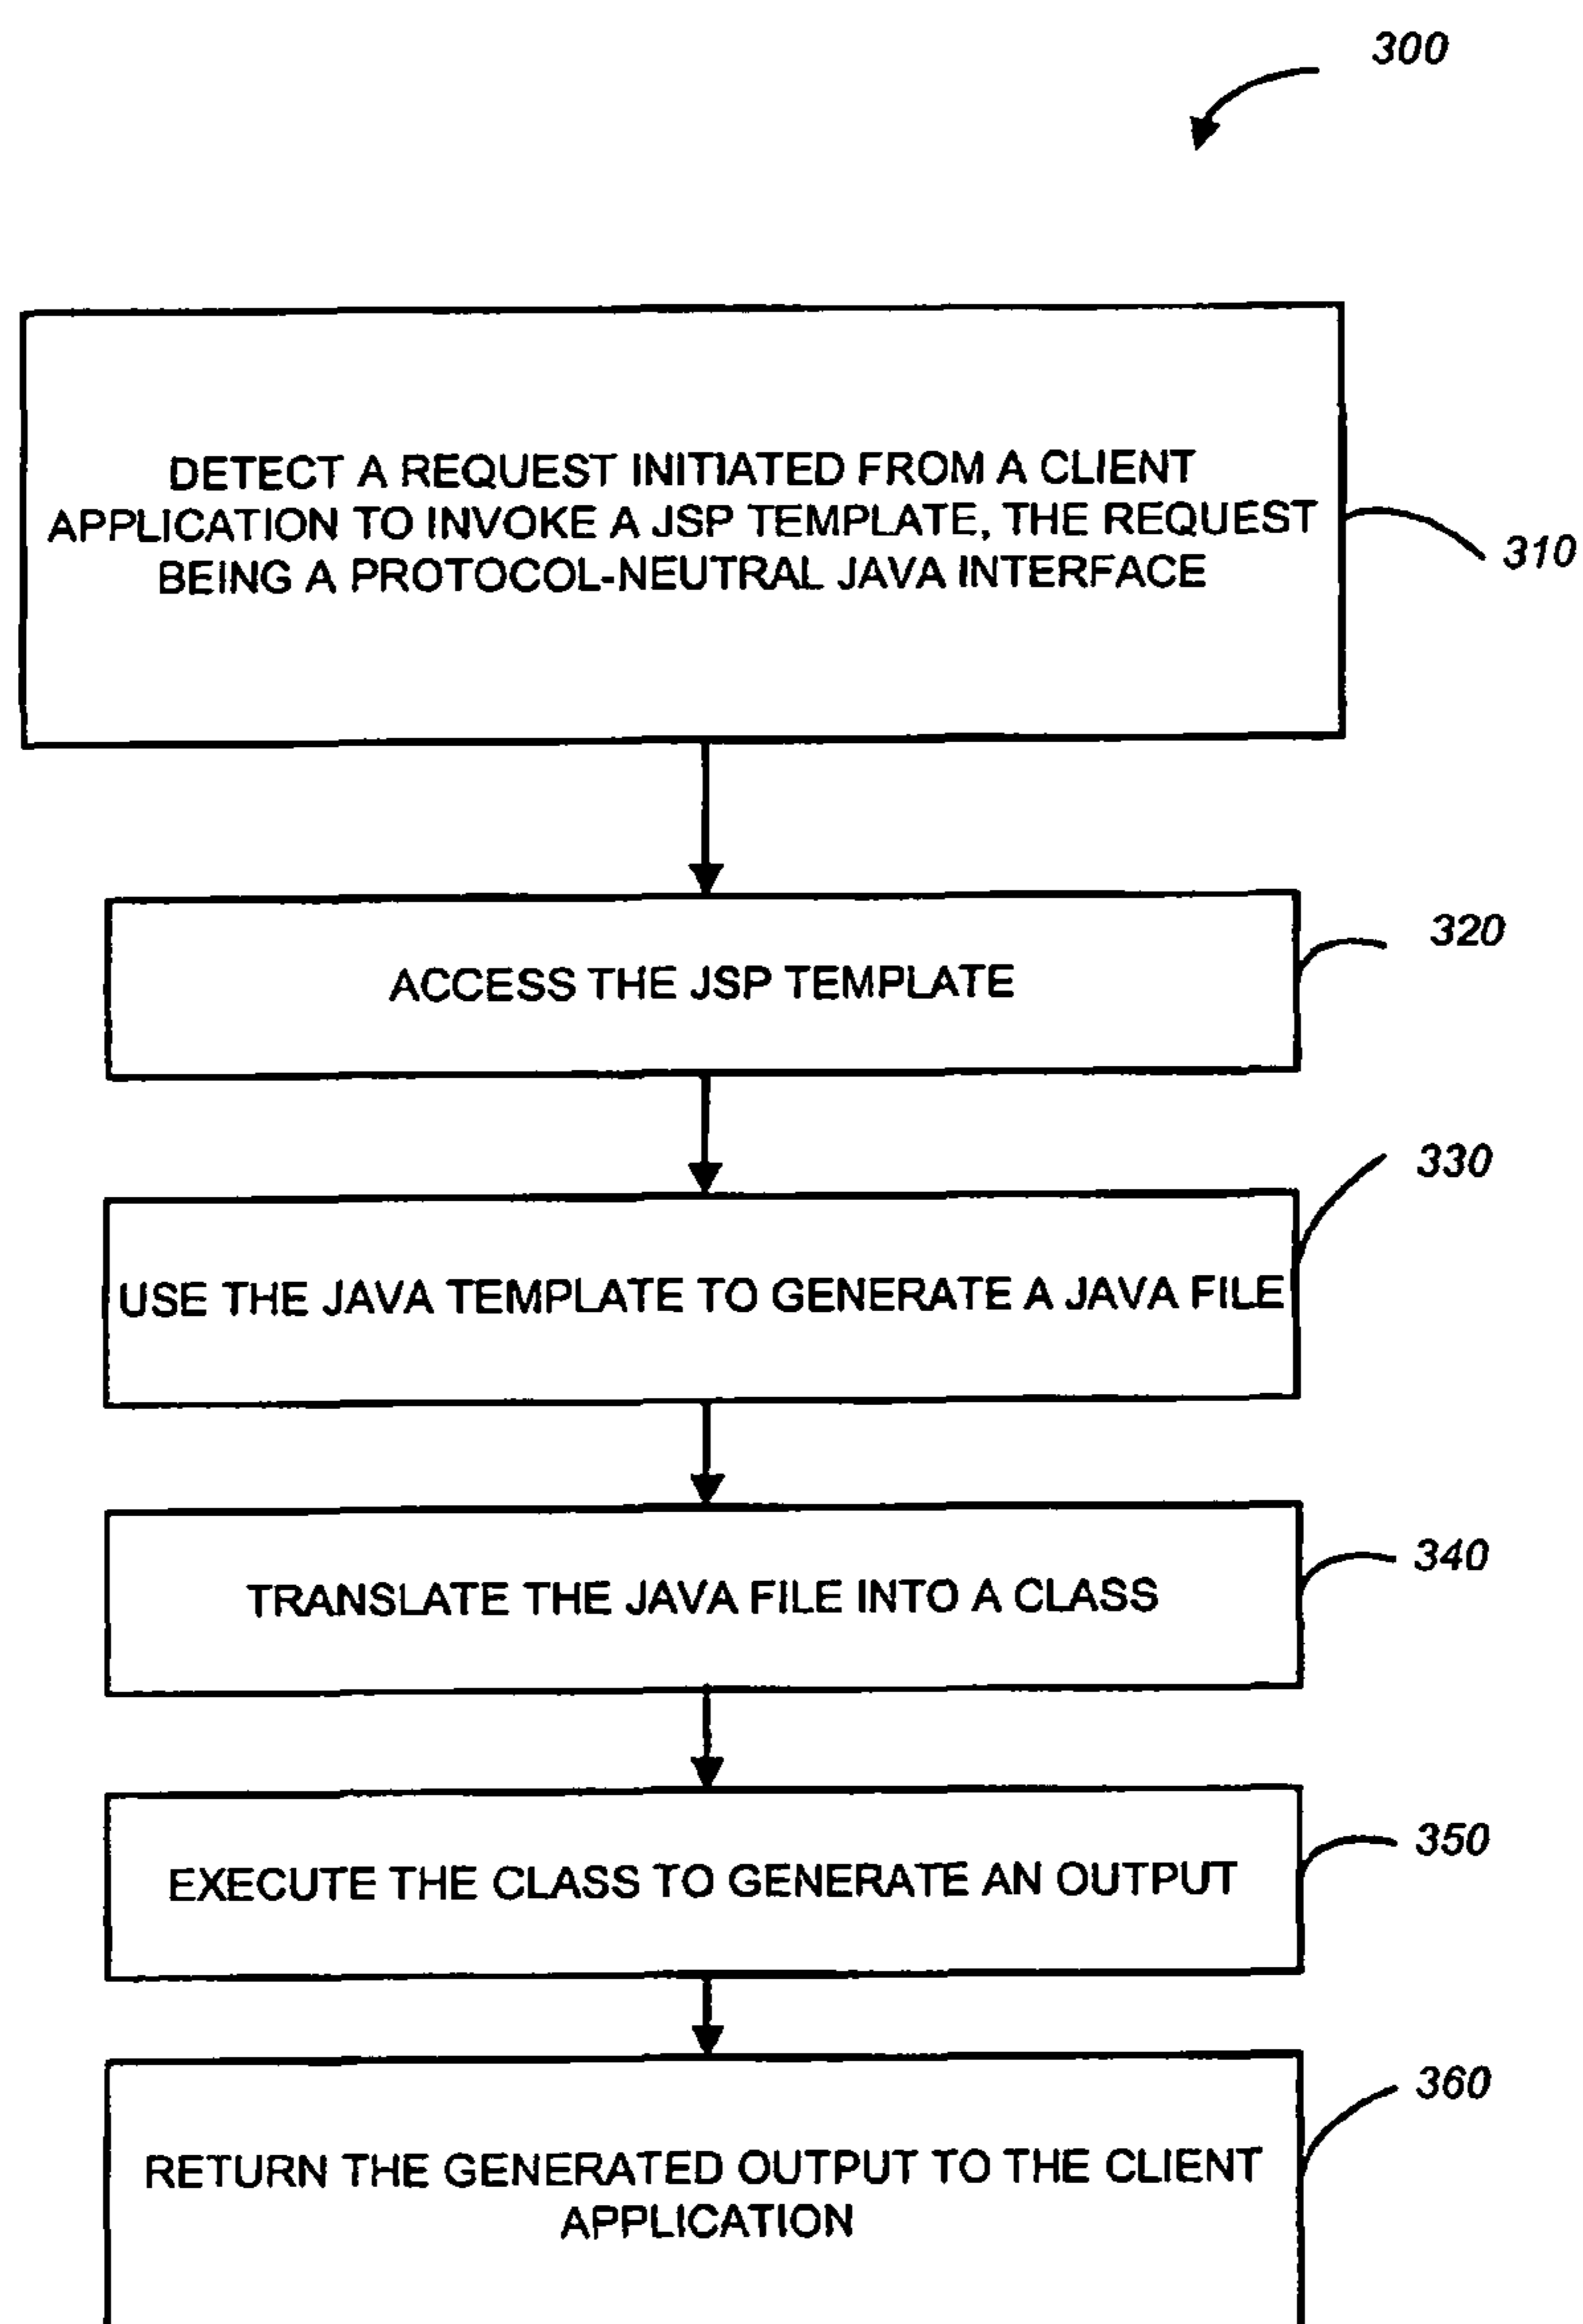 300
DETECT A REQUEST INITIATED FROM A CLIENT
APPLICATION TO INVOKE A JSP TEMPLATE, THE REQUEST
BEING A PROTOCOL-NEUTRAL JAVA INTERFACE
310
ACCESS THE JSP TEMPLATE
320
USE THE JAVA TEMPLATE TO GENERATE A JAVA FILE
330
TRANSLATE THE JAVA FILE INTO A CLASS
340
EXECUTE THE CLASS TO GENERATE AN OUTPUT
350
RETURN THE GENERATED OUTPUT TO THE CLIENT
APPLICATION
360